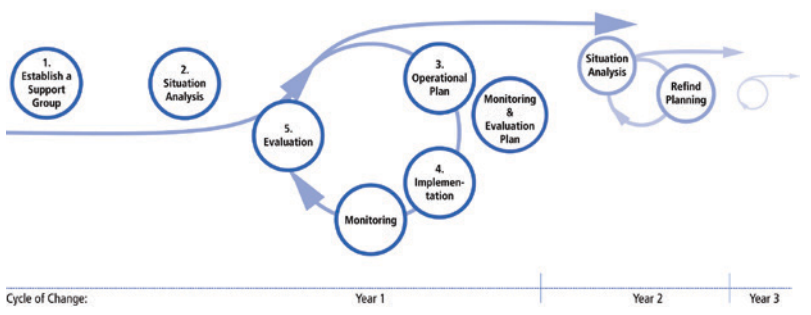 1.
Establish a
Support
Group
2.
Situation
Analysis
5.
Evaluation
3.
Operational
Plan
Monitoring
&
Evaluation
Plan
4.
Implemen-
tation
Monitoring
Situation
Analysis
Refind
Planning
Cycle of Change:
Year 1
Year 2
Year 3